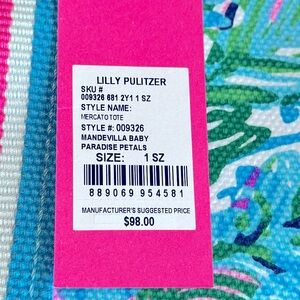 LILLY PULITZER
SKU #
009326 681 2Y1 1 SZ
STYLE NAME:
MERCATO TOTE
STYLE #: 009326
MANDEVILLA BABY
PARADISE PETALS
SIZE: 1 SZ
889069 954581
MANUFACTURER'S SUGGESTED PRICE
$98.00